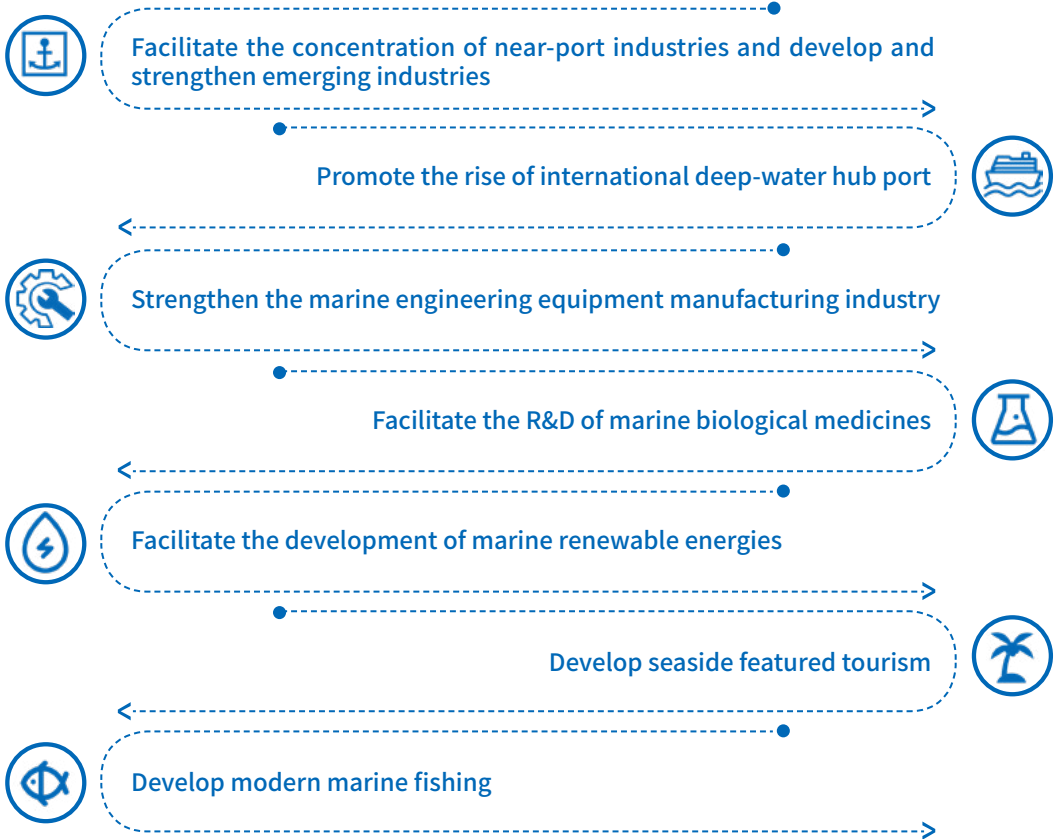 Facilitate the concentration of near-port industries and develop and
strengthen emerging industries
Promote the rise of international deep-water hub port
Strengthen the marine engineering equipment manufacturing industry
Facilitate the R&D of marine biological medicines
Facilitate the development of marine renewable energies
Develop seaside featured tourism
Develop modern marine fishing